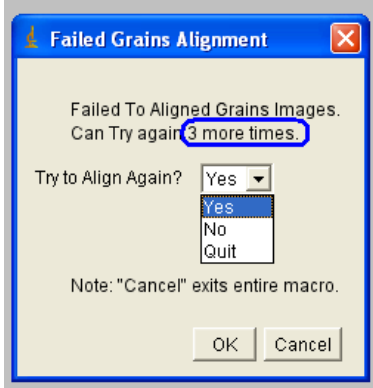 Failed Grains Alignment
Failed To Aligned Grains Images.
Can Try again 3 more times.
Try to Align Again? Yes
Yes
No
Quit
Note: "Cancel" exits entire macro.
OK Cancel